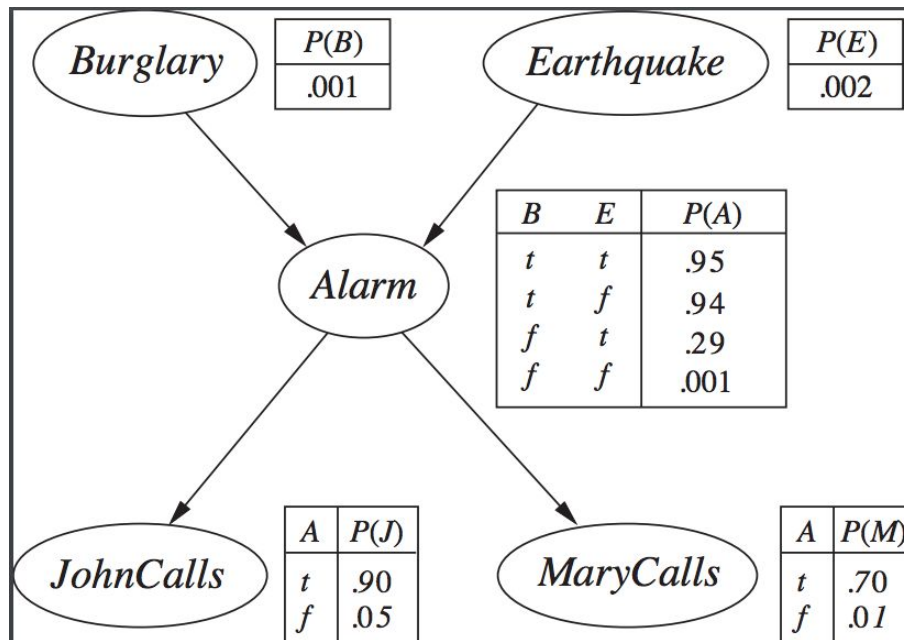 Burglary
P(B)
.001
Earthquake
P(E)
.002
Alarm
B E P(A)
t t .95
t f .94
f t .29
f f .001
JohnCalls
A P(J)
t .90
f .05
MaryCalls
A P(M)
t .70
f .01